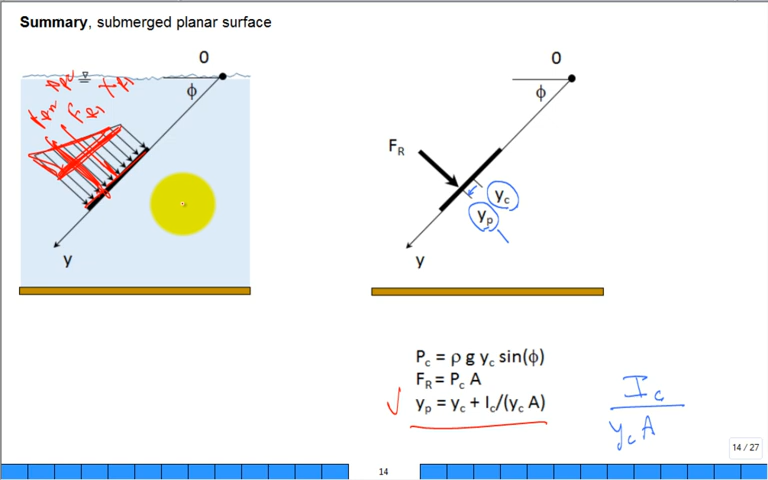 Summary, submerged planar surface
0
ϕ
F_R1
y
0
ϕ
F_R
y_c
y_p
y
P_c = ρ g y_c sin(ϕ)
F_R = P_c A
y_p = y_c + I_c/(y_c A)
I_c
y_c A
14 / 27
14